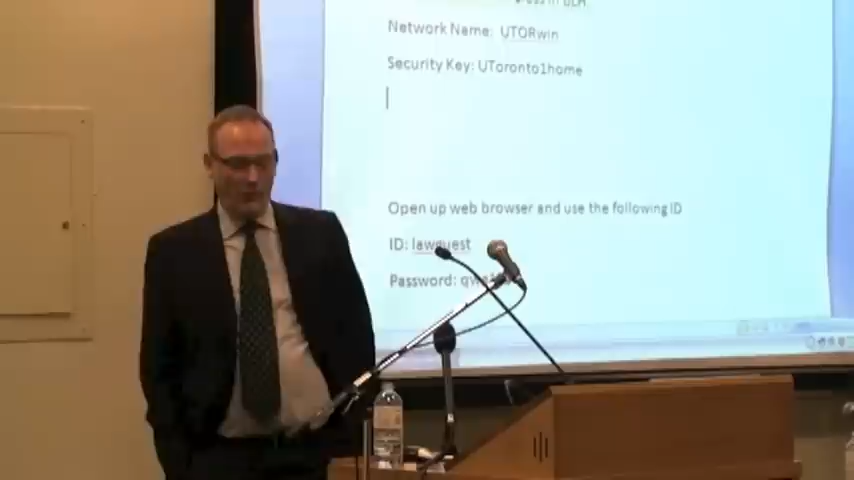 Network Name: UTORwin
Security Key: UToronto1home
Open up web browser and use the following ID
ID: lawguest
Password: